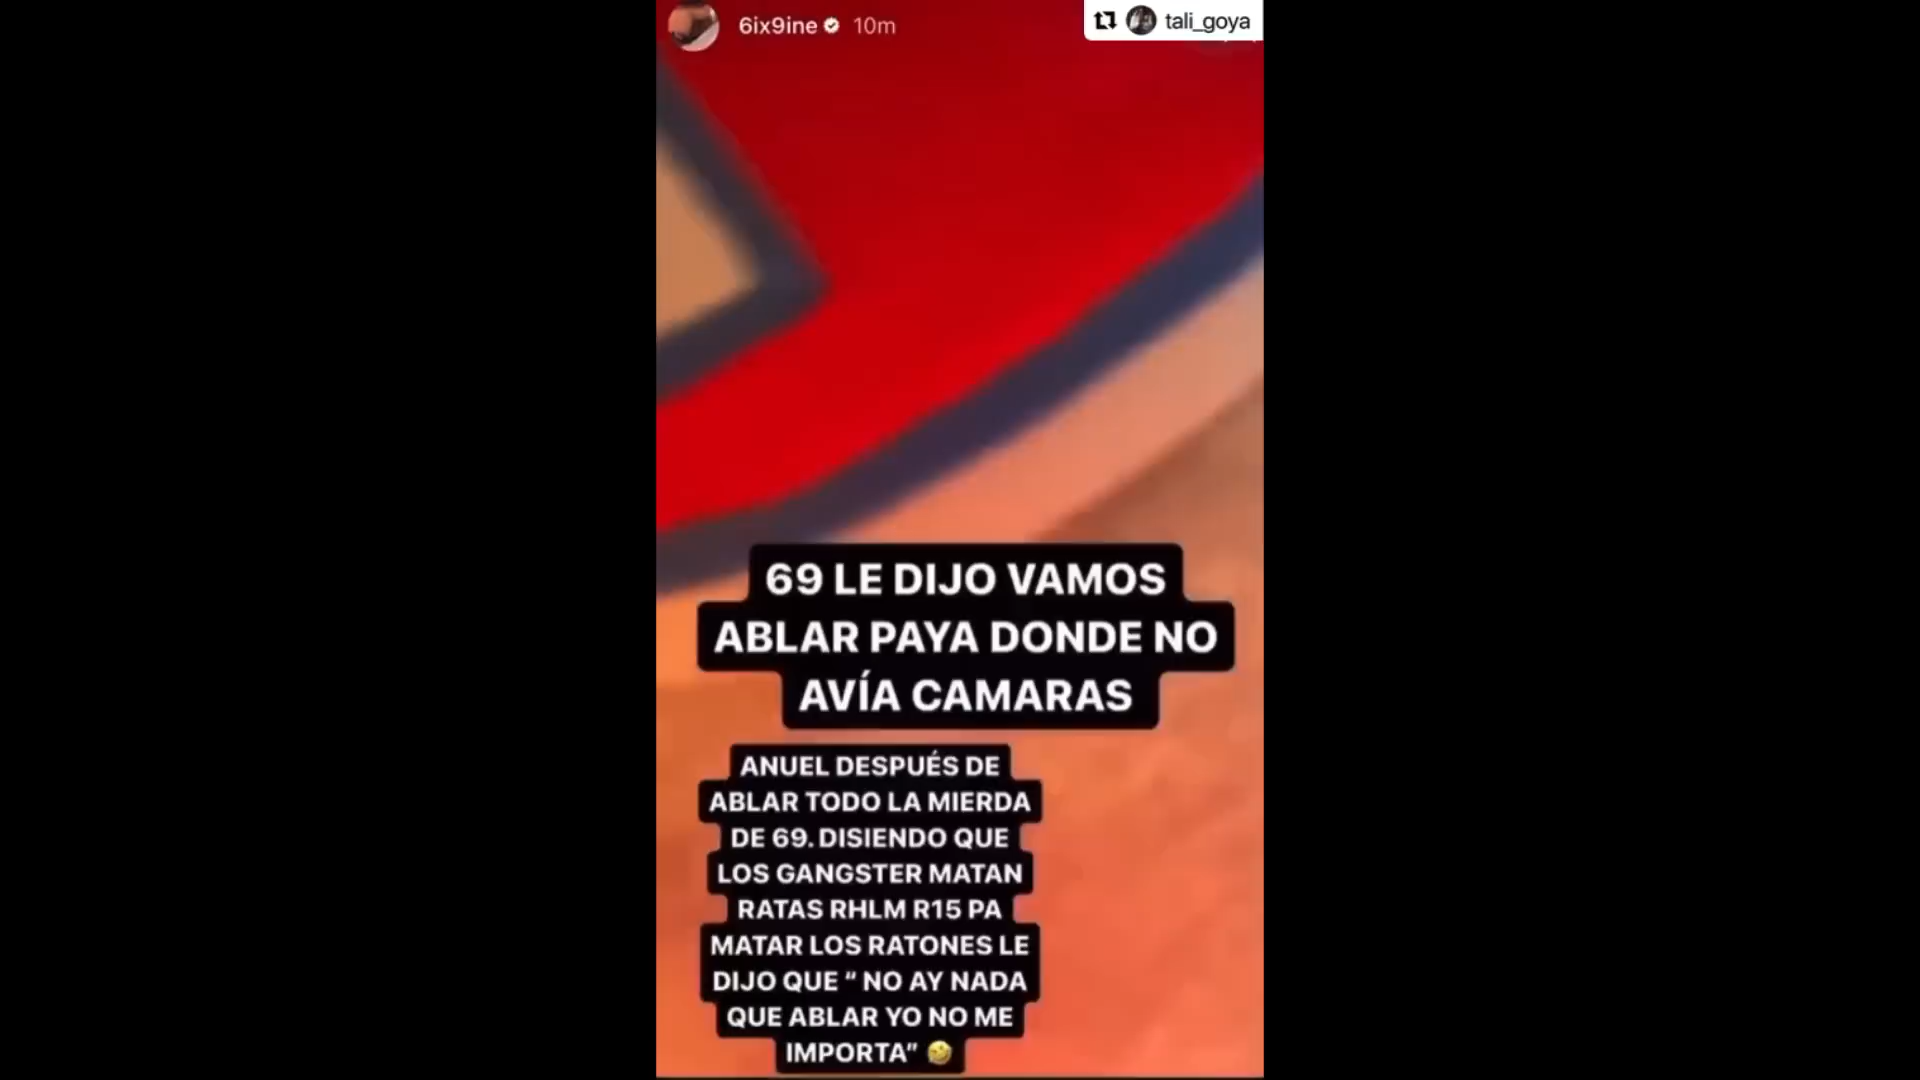 6ix9ine 10m
tali_goya
69 LE DIJO VAMOS
ABLAR PAYA DONDE NO
AVÍA CAMARAS
ANUEL DESPUÉS DE
ABLAR TODO LA MIERDA
DE 69. DISIENDO QUE
LOS GANGSTER MATAN
RATAS RHLM R15 PA
MATAR LOS RATONES LE
DIJO QUE “ NO AY NADA
QUE ABLAR YO NO ME
IMPORTA” 🤣